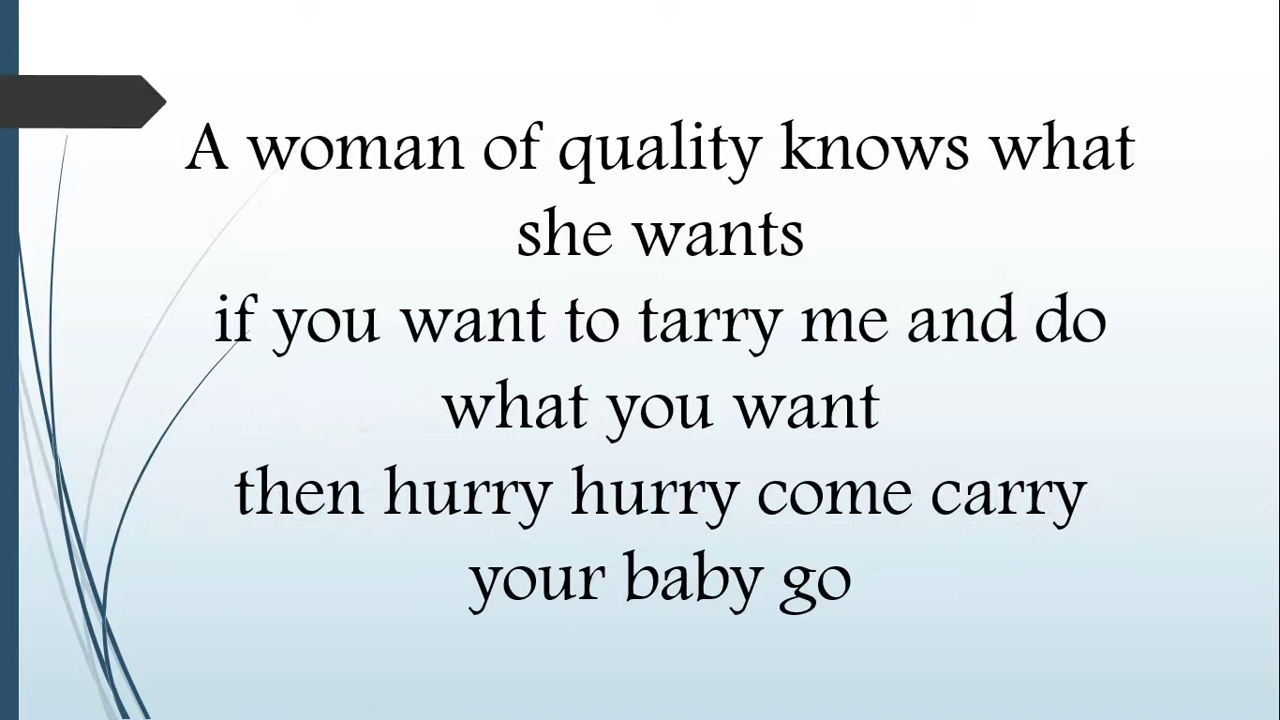 A woman of quality knows what
she wants
if you want to tarry me and do
what you want
then hurry hurry come carry
your baby go